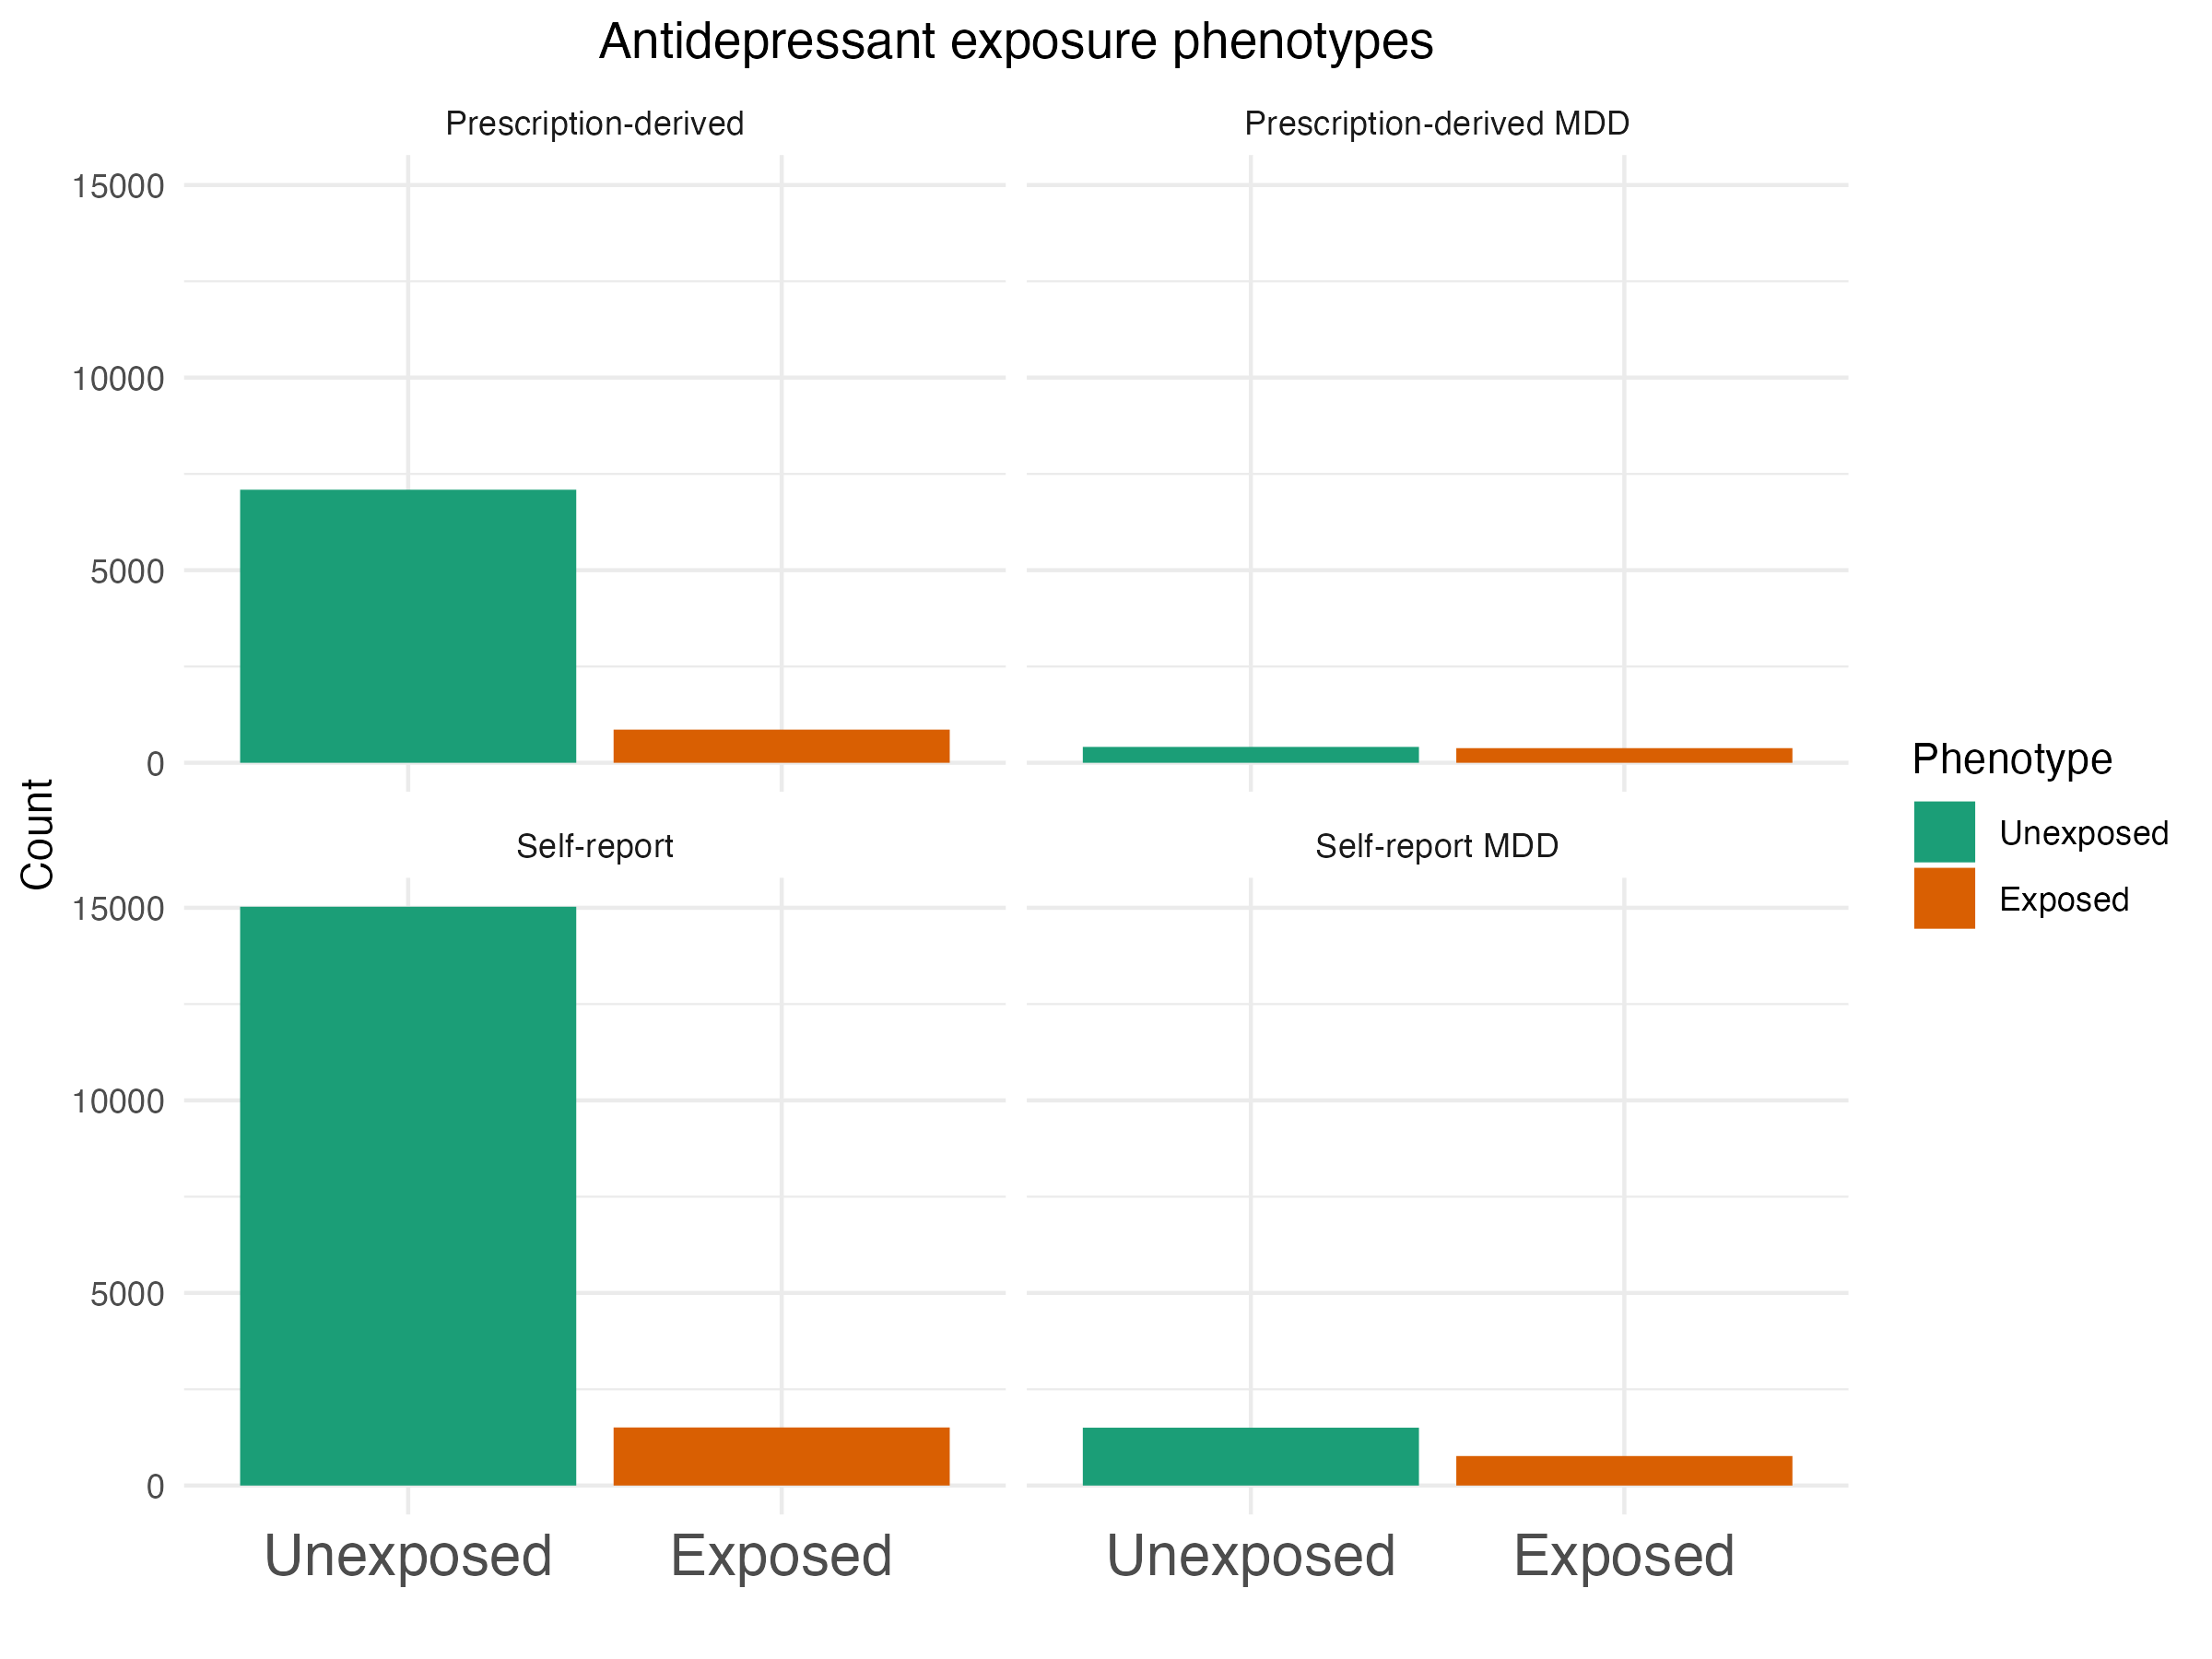 Antidepressant exposure phenotypes
Prescription-derived
Prescription-derived MDD
15000
10000
5000
0
Self-report
Self-report MDD
15000
10000
5000
0
Count
Unexposed
Exposed
Unexposed
Exposed
Phenotype
Unexposed
Exposed